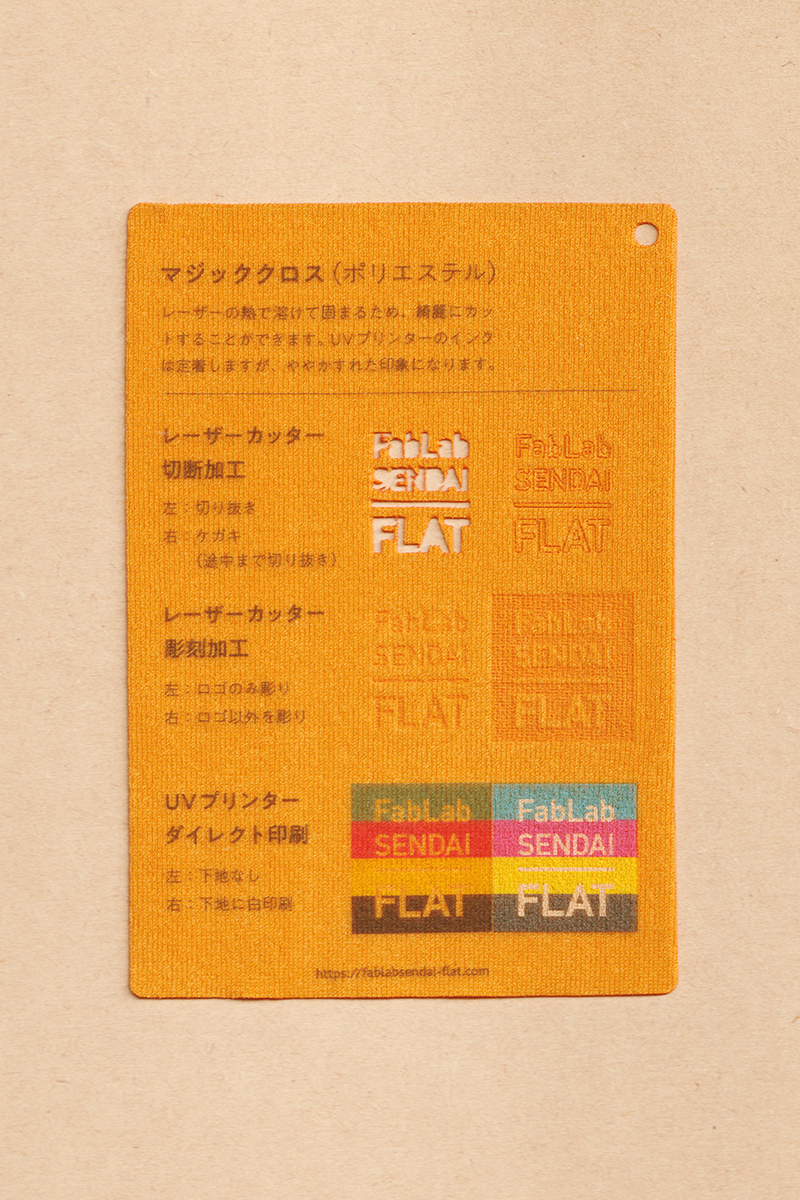 マジッククロス（ポリエステル）
レーザーの熱で溶けて固まるため、綺麗にカッ
トすることができます。UVプリンターのインク
は定着しますが、ややかすれた印象になります。
レーザーカッター
切断加工
左：切り抜き
右：ケガキ
（途中まで切り抜き）
FabLab
SENDAI
FLAT
FabLab
SENDAI
FLAT
レーザーカッター
彫刻加工
左：ロゴのみ彫り
右：ロゴ以外を彫り
FabLab
SENDAI
FLAT
FabLab
SENDAI
FLAT
UVプリンター
ダイレクト印刷
左：下地なし
右：下地に白印刷
FabLab
SENDAI
FLAT
FabLab
SENDAI
FLAT
https://fablabsendai-flat.com